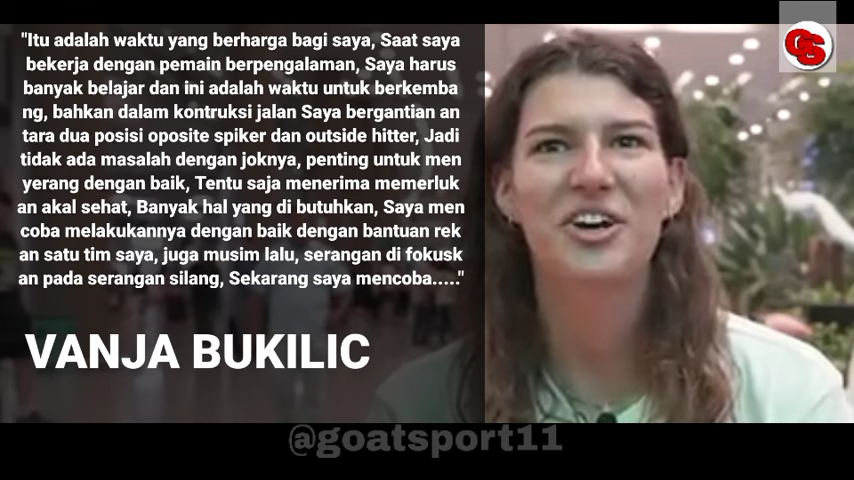 "Itu adalah waktu yang berharga bagi saya, Saat saya
bekerja dengan pemain berpengalaman, Saya harus
banyak belajar dan ini adalah waktu untuk berkemba
ng, bahkan dalam kontruksi jalan Saya bergantian an
tara dua posisi oposite spiker dan outside hitter, Jadi
tidak ada masalah dengan joknya, penting untuk men
yerang dengan baik, Tentu saja menerima memerluk
an akal sehat, Banyak hal yang di butuhkan, Saya men
coba melakukannya dengan baik dengan bantuan rek
an satu tim saya, juga musim lalu, serangan di fokusk
an pada serangan silang, Sekarang saya mencoba....."
VANJA BUKILIC
@goatsport11
GS